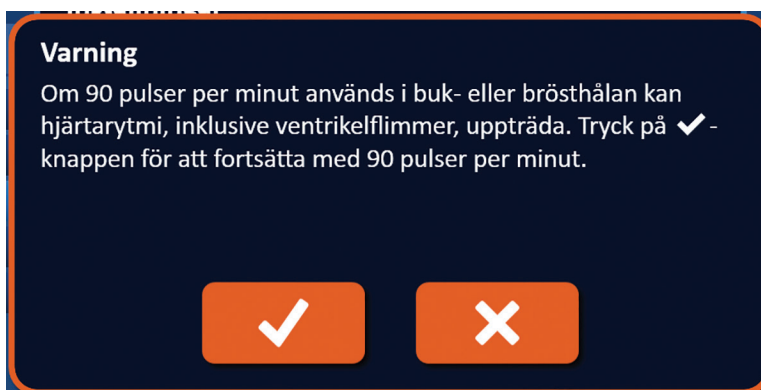 Varning
Om 90 pulser per minut används i buk- eller brösthålan kan
hjärtarytmi, inklusive ventrikelflimmer, uppträda. Tryck på ✔ -
knappen för att fortsätta med 90 pulser per minut.